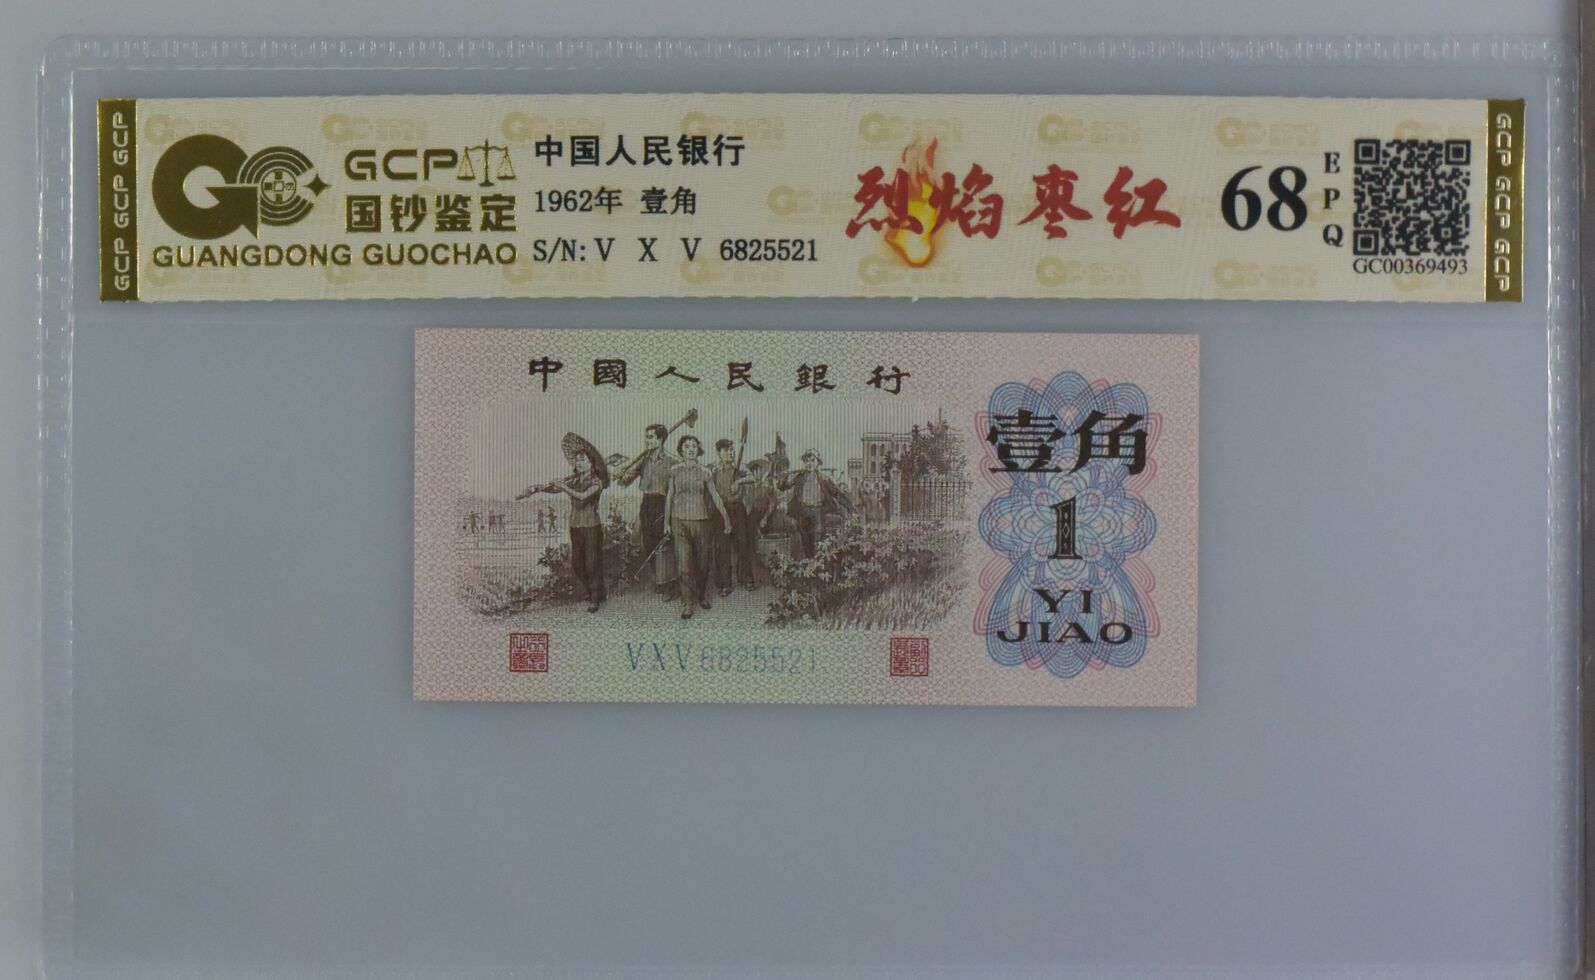 GCP GCP GCP
GCP
国钞鉴定
GUANGDONG GUOCHAO
中国人民银行
1962年 壹角
S/N: V X V 6825521
烈焰枣红
68
EPQ
GC00369493
GCP GCP GCP
中國人民銀行
壹角
1
YI
JIAO
VXV6825521